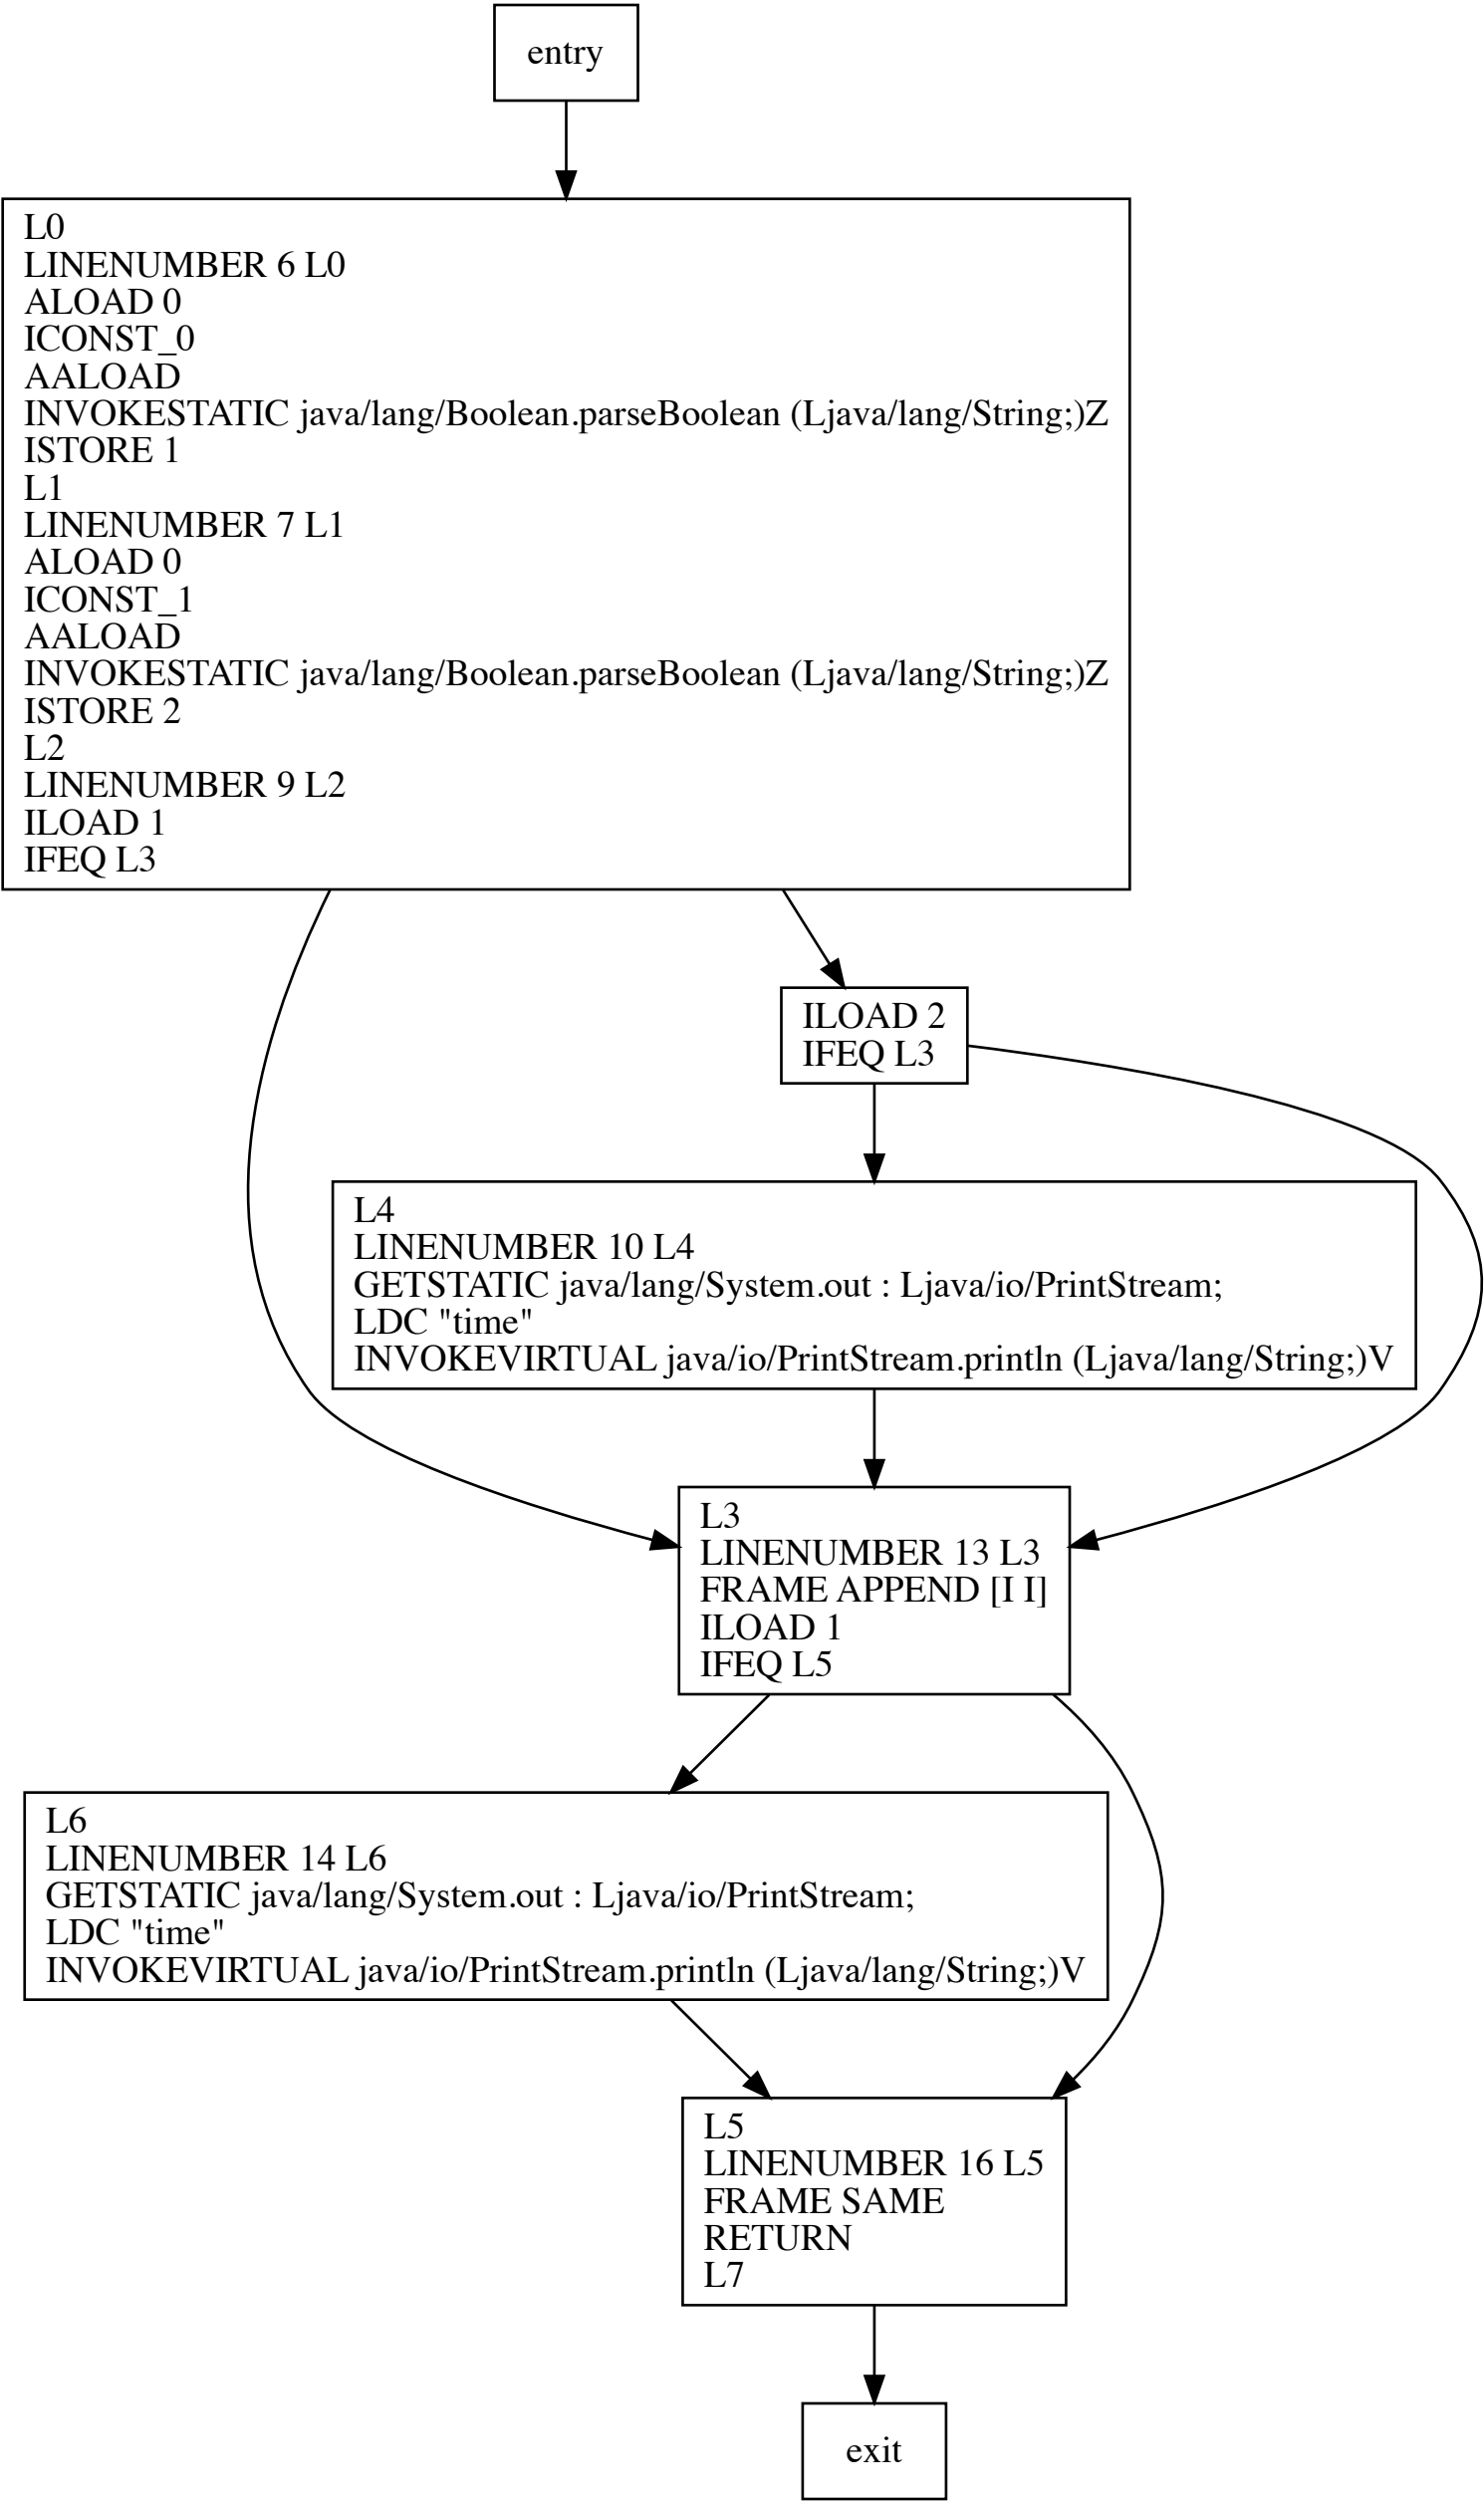 entry
L0
LINENUMBER 6 L0
ALOAD 0
ICONST_0
AALOAD
INVOKESTATIC java/lang/Boolean.parseBoolean (Ljava/lang/String;)Z
ISTORE 1
L1
LINENUMBER 7 L1
ALOAD 0
ICONST_1
AALOAD
INVOKESTATIC java/lang/Boolean.parseBoolean (Ljava/lang/String;)Z
ISTORE 2
L2
LINENUMBER 9 L2
ILOAD 1
IFEQ L3
ILOAD 2
IFEQ L3
L4
LINENUMBER 10 L4
GETSTATIC java/lang/System.out : Ljava/io/PrintStream;
LDC "time"
INVOKEVIRTUAL java/io/PrintStream.println (Ljava/lang/String;)V
L3
LINENUMBER 13 L3
FRAME APPEND [I I]
ILOAD 1
IFEQ L5
L6
LINENUMBER 14 L6
GETSTATIC java/lang/System.out : Ljava/io/PrintStream;
LDC "time"
INVOKEVIRTUAL java/io/PrintStream.println (Ljava/lang/String;)V
L5
LINENUMBER 16 L5
FRAME SAME
RETURN
L7
exit